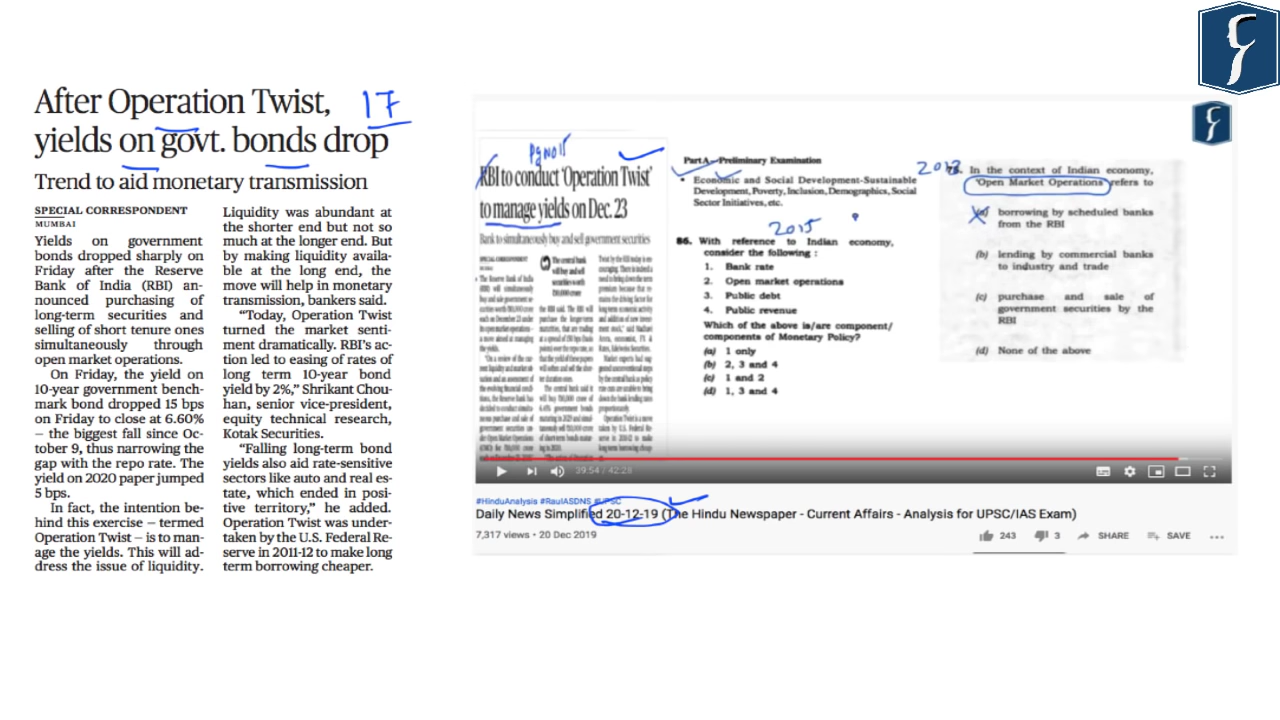 After Operation Twist,
yields on govt. bonds drop
17
Trend to aid monetary transmission
SPECIAL CORRESPONDENT
MUMBAI
Yields on government
bonds dropped sharply on
Friday after the Reserve
Bank of India (RBI) an-
nounced purchasing of
long-term securities and
selling of short tenure ones
simultaneously through
open market operations.
On Friday, the yield on
10-year government bench-
mark bond dropped 15 bps
on Friday to close at 6.60%
– the biggest fall since Oc-
tober 9, thus narrowing the
gap with the repo rate. The
yield on 2020 paper jumped
5 bps.
In fact, the intention be-
hind this exercise – termed
Operation Twist – is to man-
age the yields. This will ad-
dress the issue of liquidity.
Liquidity was abundant at
the shorter end but not so
much at the longer end. But
by making liquidity availa-
ble at the long end, the
move will help in monetary
transmission, bankers said.
“Today, Operation Twist
turned the market senti-
ment dramatically. RBI’s ac-
tion led to easing of rates of
long term 10-year bond
yield by 2%,” Shrikant Chou-
han, senior vice-president,
equity technical research,
Kotak Securities.
“Falling long-term bond
yields also aid rate-sensitive
sectors like auto and real es-
tate, which ended in posi-
tive territory,” he added.
Operation Twist was under-
taken by the U.S. Federal Re-
serve in 2011-12 to make long
term borrowing cheaper.
Pg no 15
RBI to conduct ‘Operation Twist’
to manage yields on Dec. 23
Bank to simultaneously buy and sell government securities
Part A—Preliminary Examination
• Economic and Social Development-Sustainable
Development, Poverty, Inclusion, Demographics, Social
Sector Initiatives, etc.
2015
86. With reference to Indian economy,
consider the following :
1. Bank rate
2. Open market operations
3. Public debt
4. Public revenue
Which of the above is/are component/
components of Monetary Policy?
(a) 1 only
(b) 2, 3 and 4
(c) 1 and 2
(d) 1, 3 and 4
2013
In the context of Indian economy,
‘Open Market Operations’ refers to
(a) borrowing by scheduled banks
from the RBI
(b) lending by commercial banks
to industry and trade
(c) purchase and sale of
government securities by the
RBI
(d) None of the above
39:54 / 42:28
#HinduAnalysis #RauIASDNS #UPSC
Daily News Simplified 20-12-19 (The Hindu Newspaper - Current Affairs - Analysis for UPSC/IAS Exam)
7,317 views • 20 Dec 2019
243 3 SHARE SAVE